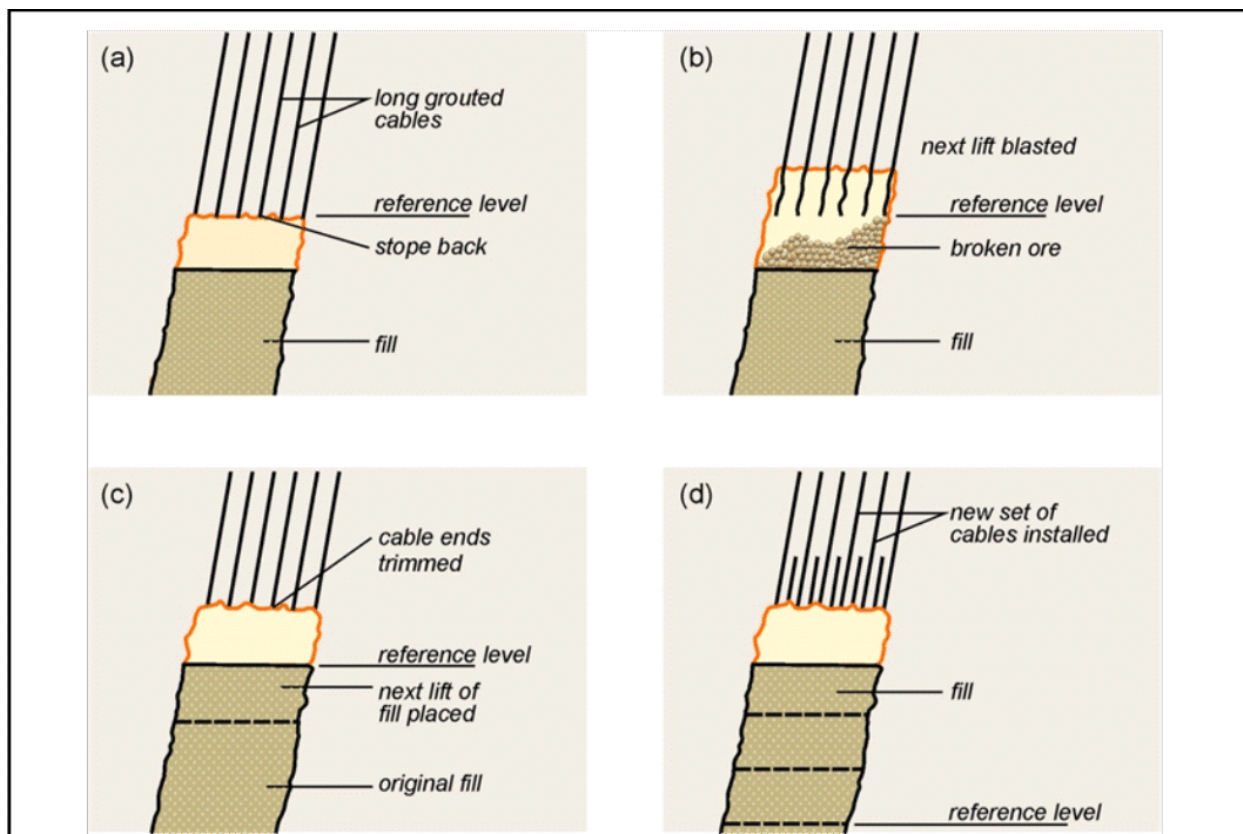 (a)
long grouted
cables
reference level
stope back
fill
(b)
next lift blasted
reference level
broken ore
fill
(c)
cable ends
trimmed
reference level
next lift of
fill placed
original fill
(d)
new set of
cables installed
fill
reference level